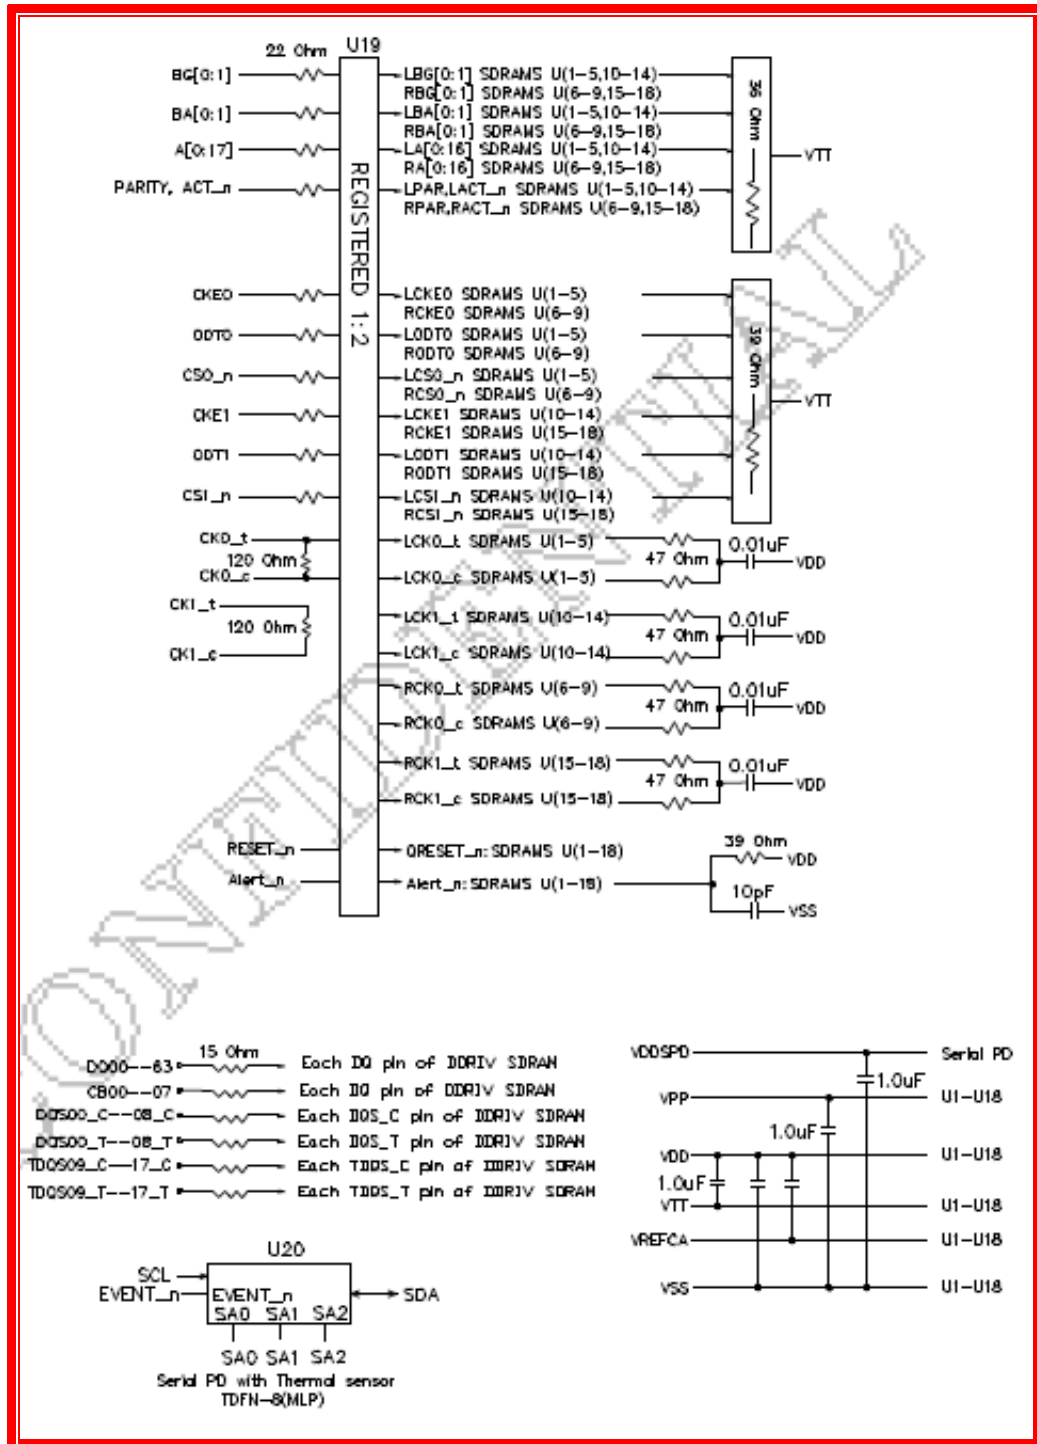 22 Ohm
U19
BG[0:1]
LBG[0:1] SDRAMS U(1-5,10-14)
RBG[0:1] SDRAMS U(6-9,15-18)
BA[0:1]
LBA[0:1] SDRAMS U(1-5,10-14)
RBA[0:1] SDRAMS U(6-9,15-18)
A[0:17]
LA[0:16] SDRAMS U(1-5,10-14)
RA[0:16] SDRAMS U(6-9,15-18)
PARITY, ACT_n
LPAR,LACT_n SDRAMS U(1-5,10-14)
RPAR,RACT_n SDRAMS U(6-9,15-18)
36 Ohm
VTT
REGISTERED 1:2
CKE0
LCKE0 SDRAMS U(1-5)
RCKE0 SDRAMS U(6-9)
ODT0
LODT0 SDRAMS U(1-5)
RODT0 SDRAMS U(6-9)
CS0_n
LCS0_n SDRAMS U(1-5)
RCS0_n SDRAMS U(6-9)
CKE1
LCKE1 SDRAMS U(10-14)
RCKE1 SDRAMS U(15-18)
ODT1
LODT1 SDRAMS U(10-14)
RODT1 SDRAMS U(15-18)
CS1_n
LCS1_n SDRAMS U(10-14)
RCS1_n SDRAMS U(15-18)
39 Ohm
VTT
CK0_t
120 Ohm
CK0_c
LCK0_t SDRAMS U(1-5)
LCK0_c SDRAMS U(1-5)
47 Ohm
0.01uF
VDD
CK1_t
120 Ohm
CK1_c
LCK1_t SDRAMS U(10-14)
LCK1_c SDRAMS U(10-14)
47 Ohm
0.01uF
VDD
RCK0_t SDRAMS U(6-9)
RCK0_c SDRAMS U(6-9)
47 Ohm
0.01uF
VDD
RCK1_t SDRAMS U(15-18)
RCK1_c SDRAMS U(15-18)
47 Ohm
0.01uF
VDD
RESET_n
QRESET_n: SDRAMS U(1-18)
Alert_n
Alert_n: SDRAMS U(1-18)
39 Ohm
VDD
10pF
VSS
CONFIDENTIAL
15 Ohm
DQ00--63
Each DQ pin of DDRIV SDRAM
CB00--07
Each DQ pin of DDRIV SDRAM
DQS00_C--08_C
Each DQS_C pin of DDRIV SDRAM
DQS00_T--08_T
Each DQS_T pin of DDRIV SDRAM
TDQS09_C--17_C
Each TDQS_C pin of DDRIV SDRAM
TDQS09_T--17_T
Each TDQS_T pin of DDRIV SDRAM
VDDSPD
Serial PD
1.0uF
VPP
U1-U18
1.0uF
VDD
U1-U18
1.0uF
VTT
U1-U18
VREFCA
U1-U18
VSS
U1-U18
U20
SCL
EVENT_n
EVENT_n
SDA
SA0 SA1 SA2
SA0 SA1 SA2
Serial PD with Thermal sensor
TDFN-8(MLP)